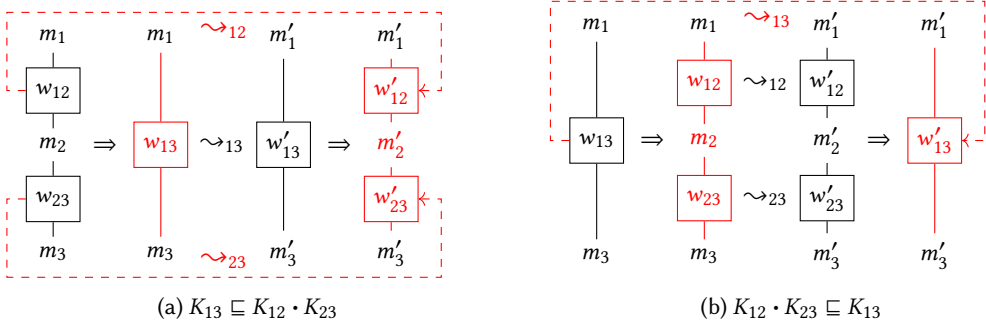 m₁ m₁ ⇝₁₂ m′₁ m′₁
w₁₂ w′₁₂
m₂ ⇒ w₁₃ ⇝₁₃ w′₁₃ ⇒ m′₂
w₂₃ w′₂₃
m₃ m₃ ⇝₂₃ m′₃ m′₃
(a) K₁₃ ⊑ K₁₂ • K₂₃
m₁ m₁ ⇝₁₃ m′₁ m′₁
w₁₂ ⇝₁₂ w′₁₂
w₁₃ ⇒ m₂ m′₂ ⇒ w′₁₃
w₂₃ ⇝₂₃ w′₂₃
m₃ m₃ m′₃ m′₃
(b) K₁₂ • K₂₃ ⊑ K₁₃